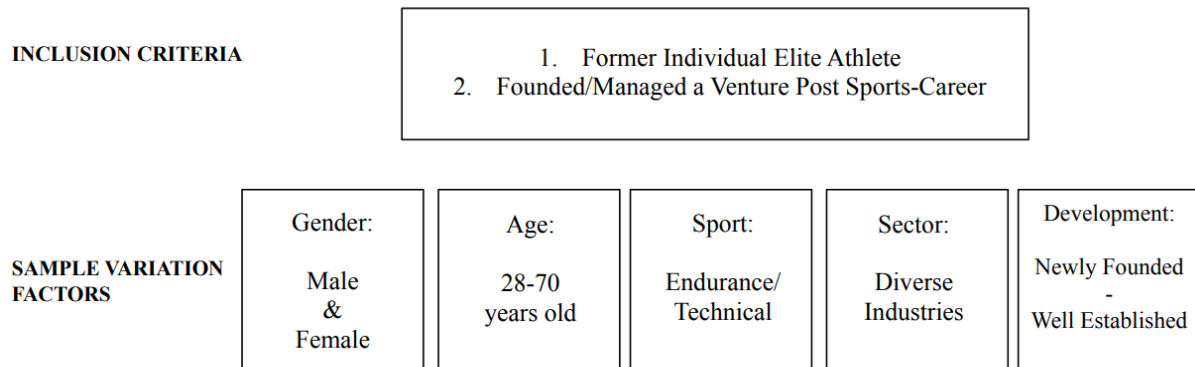 INCLUSION CRITERIA
1. Former Individual Elite Athlete
2. Founded/Managed a Venture Post Sports-Career
SAMPLE VARIATION
FACTORS
Gender:
Male
&
Female
Age:
28-70
years old
Sport:
Endurance/
Technical
Sector:
Diverse
Industries
Development:
Newly Founded
-
Well Established